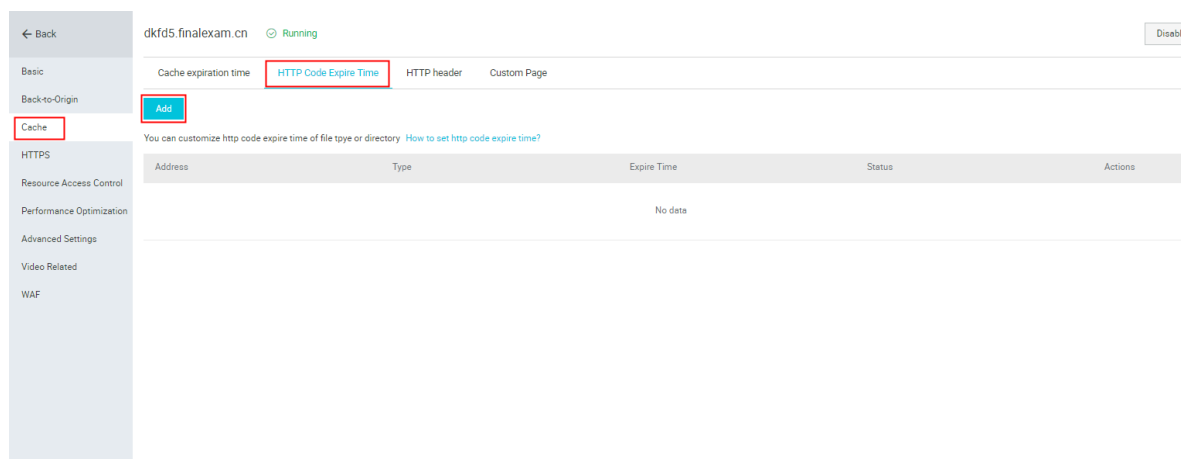 ← Back
dkfd5.finalexam.cn Running
Disabl
Basic
Back-to-Origin
Cache
HTTPS
Resource Access Control
Performance Optimization
Advanced Settings
Video Related
WAF
Cache expiration time HTTP Code Expire Time HTTP header Custom Page
Add
You can customize http code expire time of file tpye or directory How to set http code expire time?
Address Type Expire Time Status Actions
No data